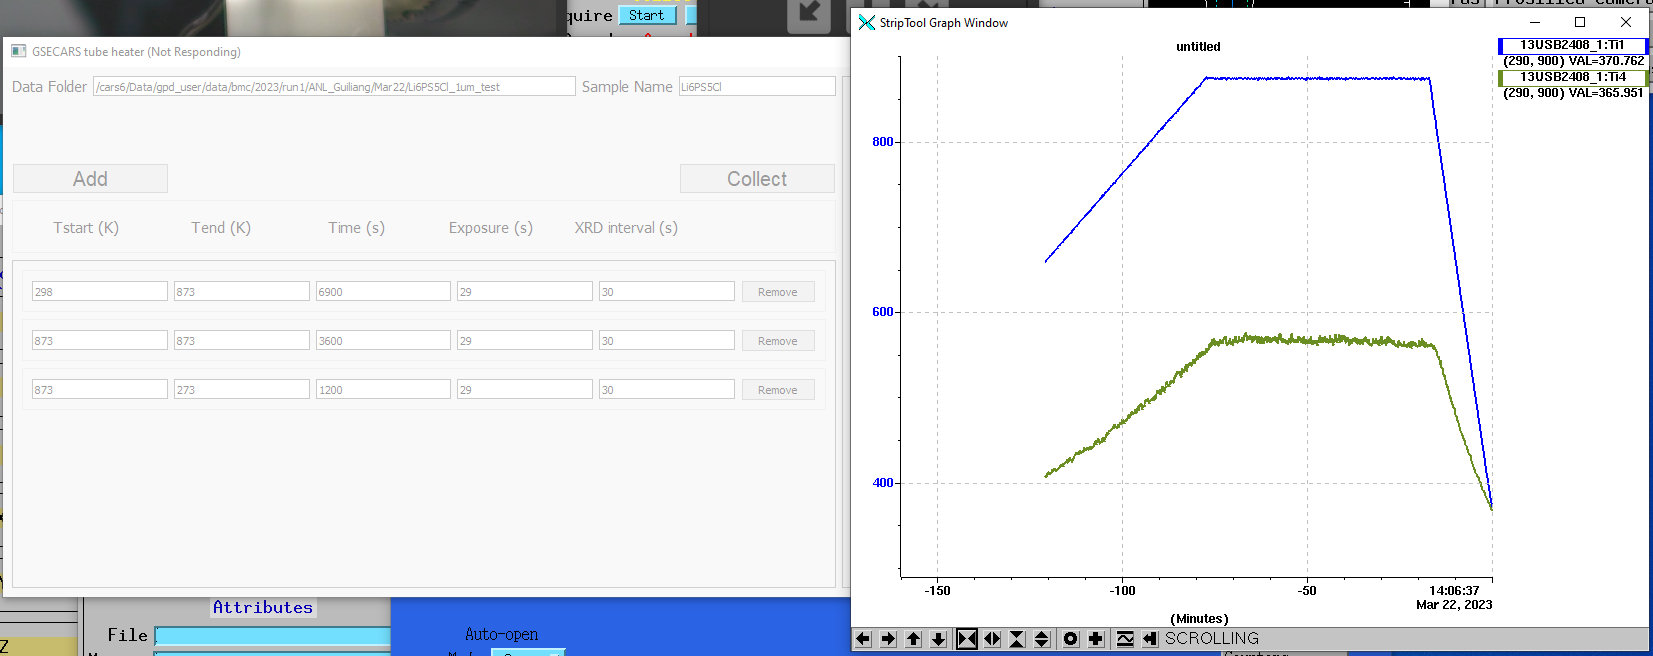 quire Start
GSECARS tube heater (Not Responding)
Data Folder /cars6/Data/gpd_user/data/bmc/2023/run1/ANL_Guiliang/Mar22/Li6PS5Cl_1um_test Sample Name Li6PS5Cl
Add Collect
Tstart (K) Tend (K) Time (s) Exposure (s) XRD interval (s)
298 873 6900 29 30 Remove
873 873 3600 29 30 Remove
873 273 1200 29 30 Remove
Attributes
File
Auto-open
StripTool Graph Window
untitled
13USB2408_1:Ti1
(290, 900) VAL=370.762
13USB2408_1:Ti4
(290, 900) VAL=365.951
800
600
400
-150 -100 -50 14:06:37
Mar 22, 2023
(Minutes)
SCROLLING
Z